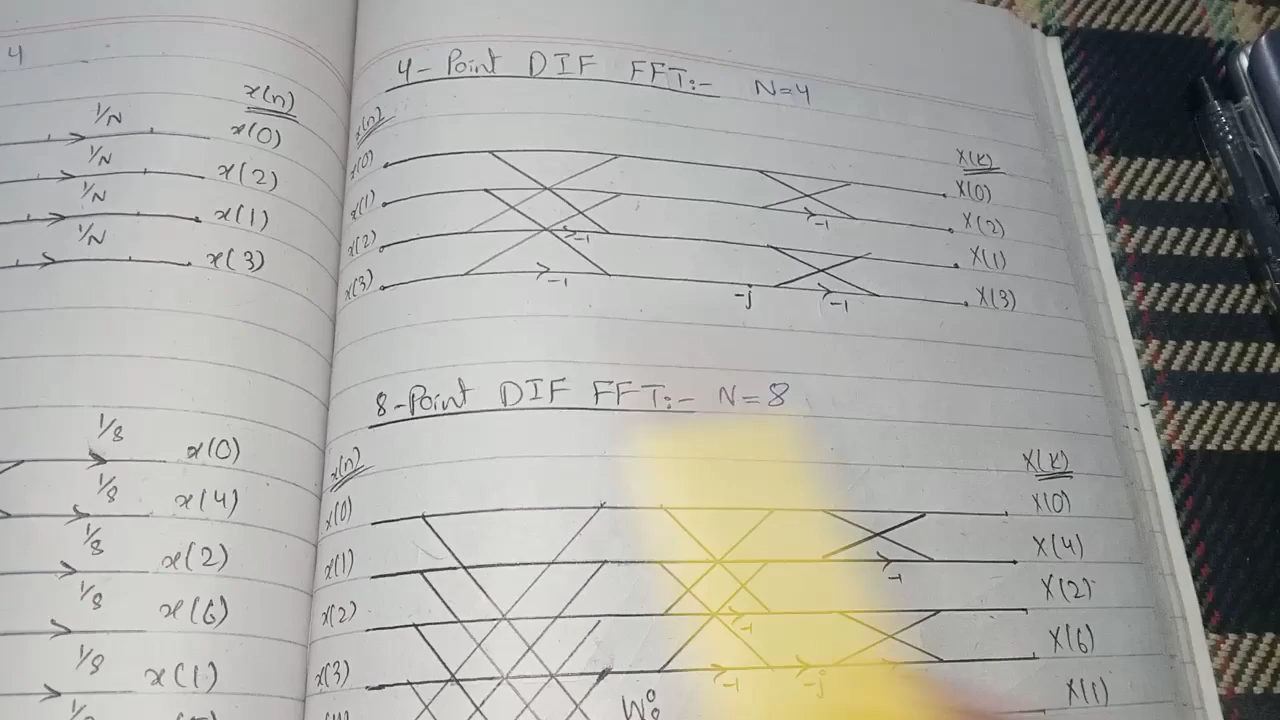 4
x(n)
1/N x(0)
1/N x(2)
1/N x(1)
1/N x(3)
1/8 x(0)
1/8 x(4)
1/8 x(2)
1/8 x(6)
1/8 x(1)
1/8
4-Point DIF FFT:- N=4
x(n) X(k)
x(0) X(0)
x(1) -1 X(2)
x(2) -1 X(1)
x(3) -1 -j -1 X(3)
8-Point DIF FFT:- N=8
x(n) X(k)
x(0) X(0)
x(1) -1 X(4)
x(2) -1 X(2)
x(3) -1 -j X(6)
W₈⁰ X(1)